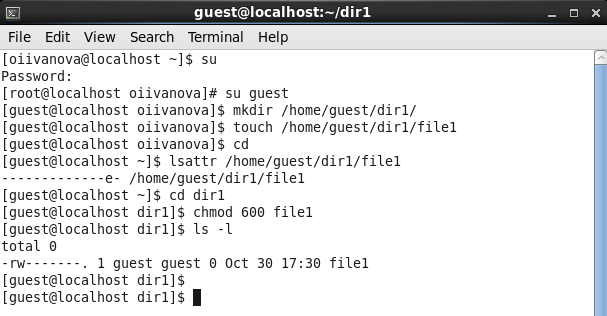 guest@localhost:~/dir1
File Edit View Search Terminal Help
[oiivanova@localhost ~]$ su
Password:
[root@localhost oiivanova]# su guest
[guest@localhost oiivanova]$ mkdir /home/guest/dir1/
[guest@localhost oiivanova]$ touch /home/guest/dir1/file1
[guest@localhost oiivanova]$ cd
[guest@localhost ~]$ lsattr /home/guest/dir1/file1
-------------e- /home/guest/dir1/file1
[guest@localhost ~]$ cd dir1
[guest@localhost dir1]$ chmod 600 file1
[guest@localhost dir1]$ ls -l
total 0
-rw-------. 1 guest guest 0 Oct 30 17:30 file1
[guest@localhost dir1]$
[guest@localhost dir1]$